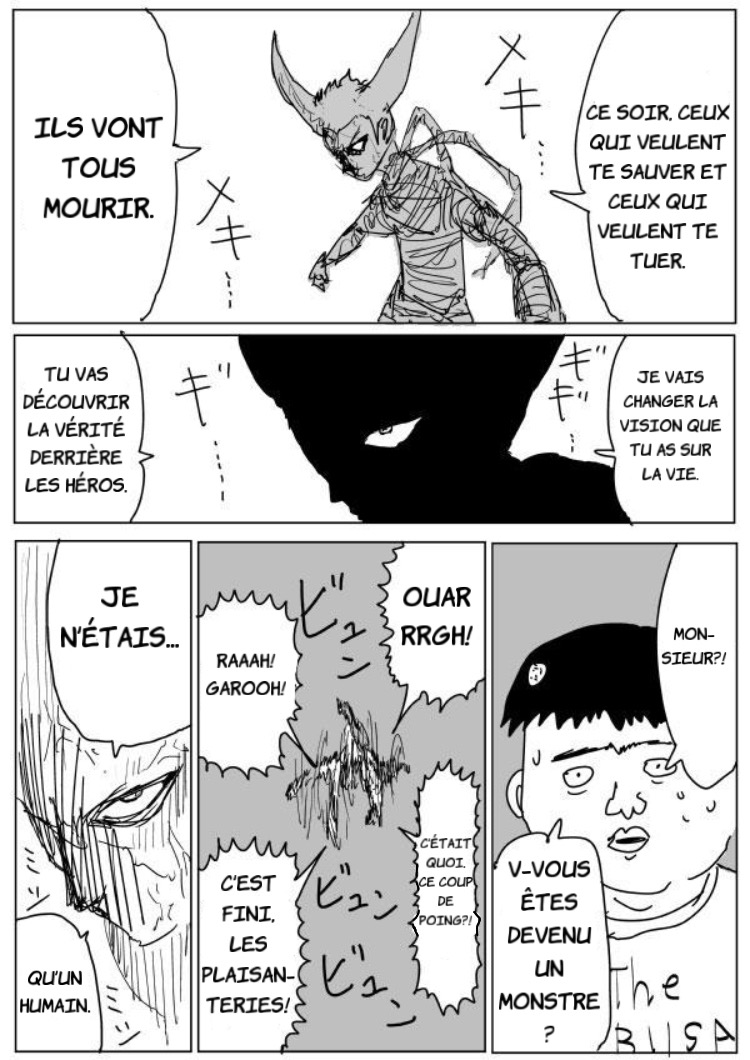 CE SOIR, CEUX
QUI VEULENT
TE SAUVER ET
CEUX QUI
VEULENT TE
TUER.
メキ…
ILS VONT
TOUS
MOURIR.
メキ…
JE VAIS
CHANGER LA
VISION QUE
TU AS SUR
LA VIE.
ギギ…
TU VAS
DÉCOUVRIR
LA VÉRITÉ
DERRIÈRE
LES HÉROS.
ギ…
MON-
SIEUR?!
V-VOUS
ÊTES
DEVENU
UN
MONSTRE
?
The
BUSA
OUAR
RRGH!
ビュン
RAAAH!
GAROOH!
C'ÉTAIT
QUOI,
CE COUP
DE
POING?!
C'EST
FINI,
LES
PLAISAN-
TERIES!
ビュン
ビュン
JE
N'ÉTAIS...
QU'UN
HUMAIN.